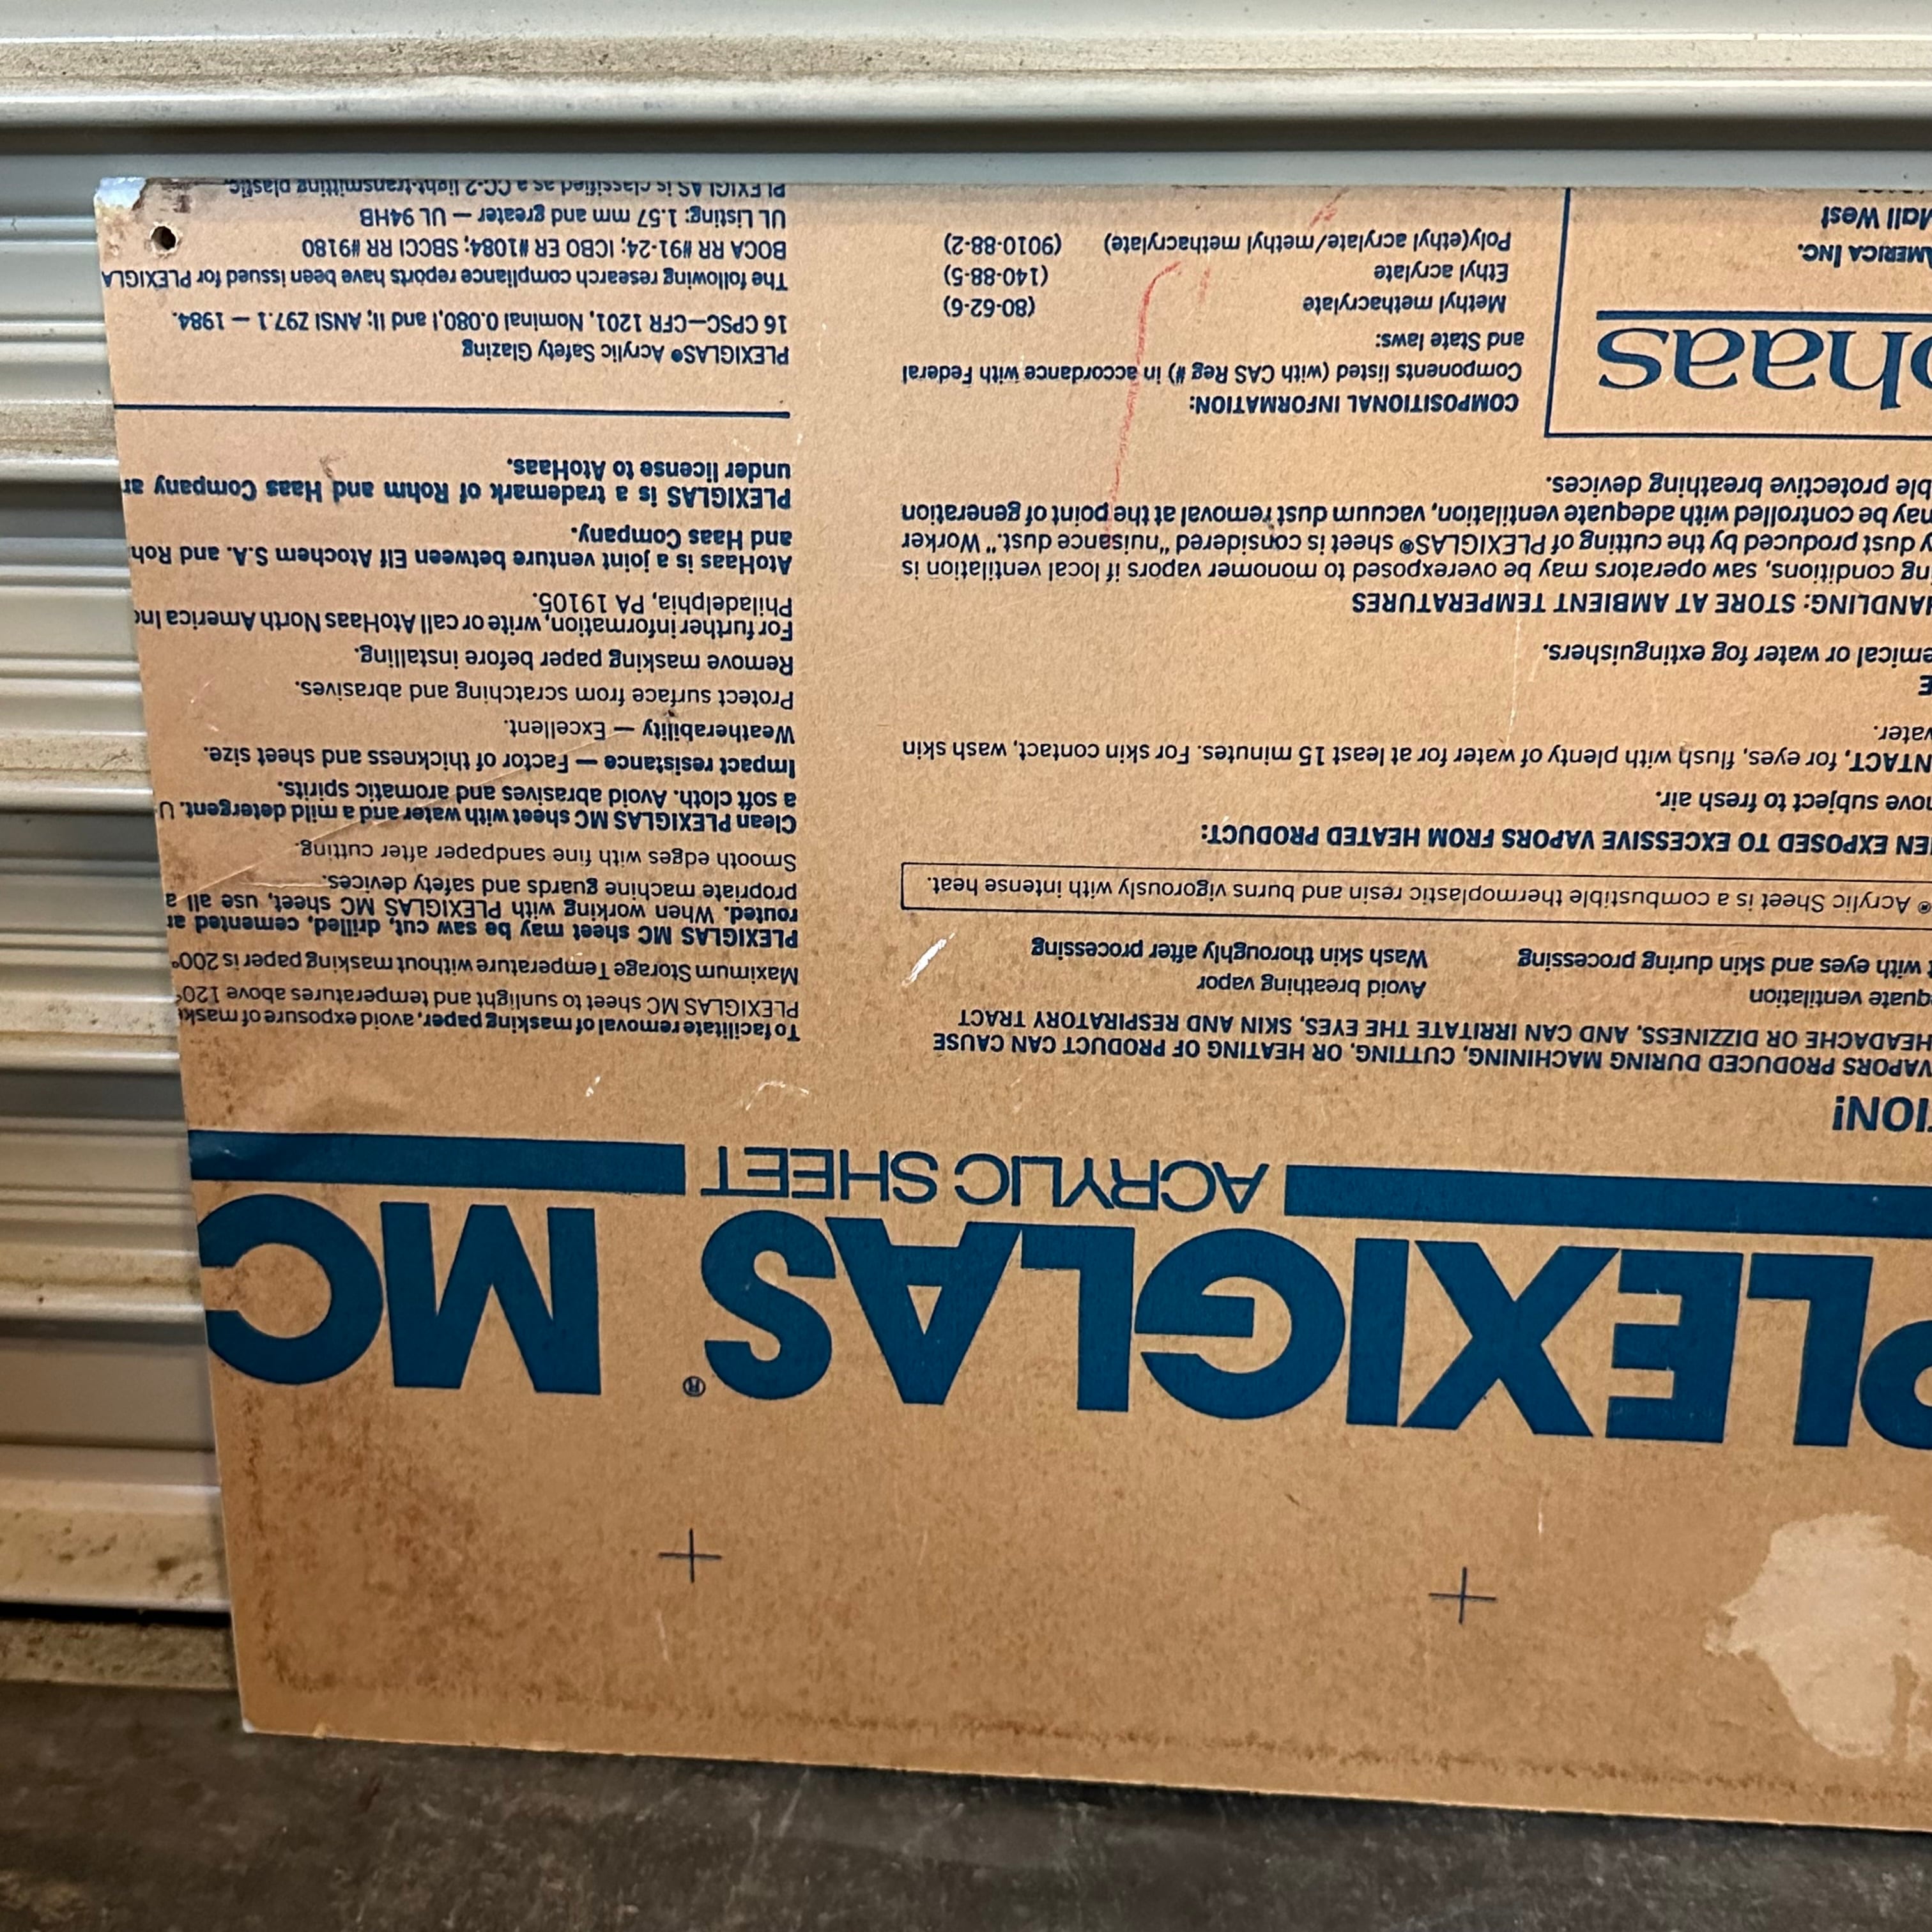 PLEXIGLAS® MC
ACRYLIC SHEET
TION!
VAPORS PRODUCED DURING MACHINING, CUTTING, OR HEATING OF PRODUCT CAN CAUSE
HEADACHE OR DIZZINESS, AND CAN IRRITATE THE EYES, SKIN AND RESPIRATORY TRACT
quate ventilation Avoid breathing vapor
t with eyes and skin during processing Wash skin thoroughly after processing
® Acrylic Sheet is a combustible thermoplastic resin and burns vigorously with intense heat.
EN EXPOSED TO EXCESSIVE VAPORS FROM HEATED PRODUCT:
ove subject to fresh air.
NTACT, for eyes, flush with plenty of water for at least 15 minutes. For skin contact, wash skin
vater.
E
emical or water fog extinguishers.
HANDLING: STORE AT AMBIENT TEMPERATURES
ng conditions, saw operators may be overexposed to monomer vapors if local ventilation is
y dust produced by the cutting of PLEXIGLAS® sheet is considered "nuisance dust." Worker
may be controlled with adequate ventilation, vacuum dust removal at the point of generation
ble protective breathing devices.
ohaas
AMERICA INC.
Mall West
COMPOSITIONAL INFORMATION:
Components listed (with CAS Reg #) in accordance with Federal
and State laws:
Methyl methacrylate (80-62-6)
Ethyl acrylate (140-88-5)
Poly(ethyl acrylate/methyl methacrylate) (9010-88-2)
To facilitate removal of masking paper, avoid exposure of mask
PLEXIGLAS MC sheet to sunlight and temperatures above 120°
Maximum Storage Temperature without masking paper is 200°
PLEXIGLAS MC sheet may be saw cut, drilled, cemented ar
routed. When working with PLEXIGLAS MC sheet, use all a
propriate machine guards and safety devices.
Smooth edges with fine sandpaper after cutting.
Clean PLEXIGLAS MC sheet with water and a mild detergent. U
a soft cloth. Avoid abrasives and aromatic spirits.
Impact resistance — Factor of thickness and sheet size.
Weatherability — Excellent.
Protect surface from scratching and abrasives.
Remove masking paper before installing.
For further information, write or call AtoHaas North America Inc
Philadelphia, PA 19105.
AtoHaas is a joint venture between Elf Atochem S.A. and Roh
and Haas Company.
PLEXIGLAS is a trademark of Rohm and Haas Company ar
under license to AtoHaas.
PLEXIGLAS® Acrylic Safety Glazing
16 CPSC—CFR 1201, Nominal 0.080,I and II; ANSI Z97.1 — 1984.
The following research compliance reports have been issued for PLEXIGLA
BOCA RR #91-24; ICBO ER #1084; SBCCI RR #9180
UL Listing: 1.57 mm and greater — UL 94HB
PLEXIGLAS is classified as a CC-2 light-transmitting plastic.